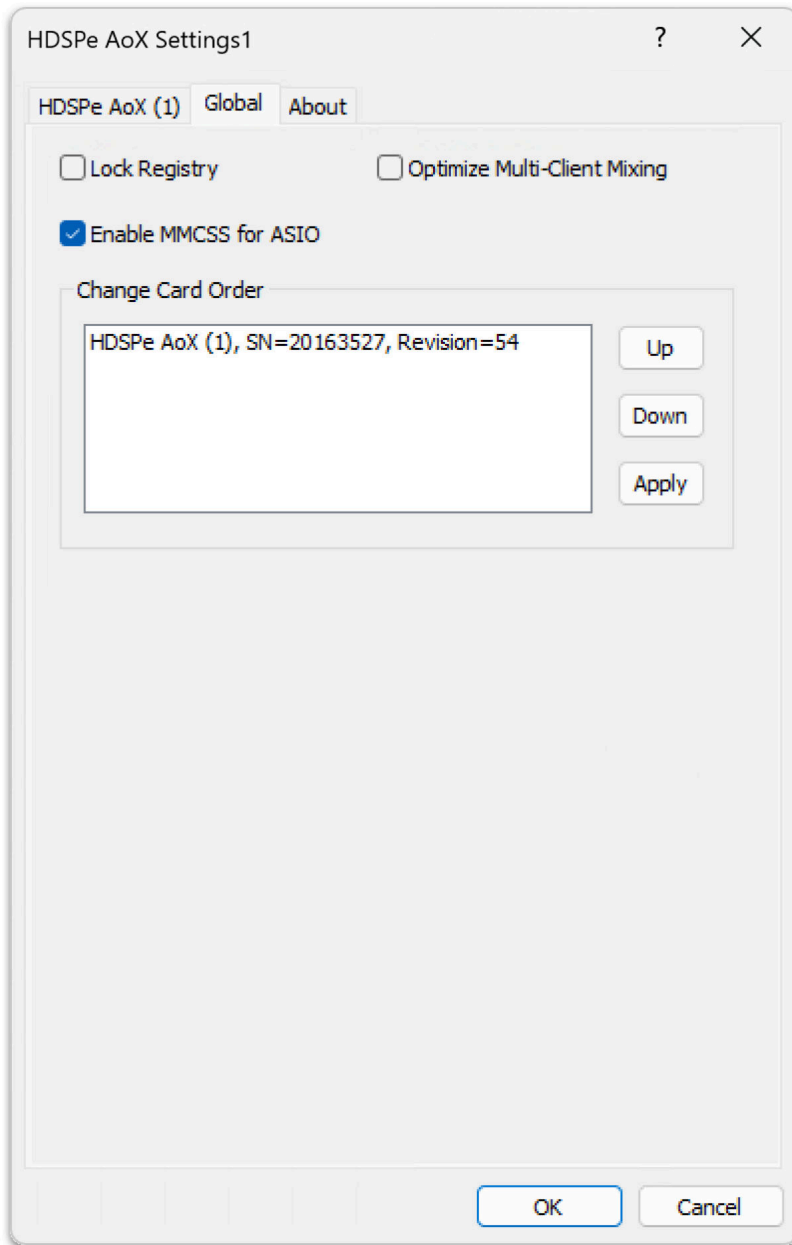 HDSPe AoX Settings1 ?
HDSPe AoX (1) Global About
Lock Registry Optimize Multi-Client Mixing
Enable MMCSS for ASIO
Change Card Order
HDSPe AoX (1), SN=20163527, Revision=54
Up
Down
Apply
OK Cancel